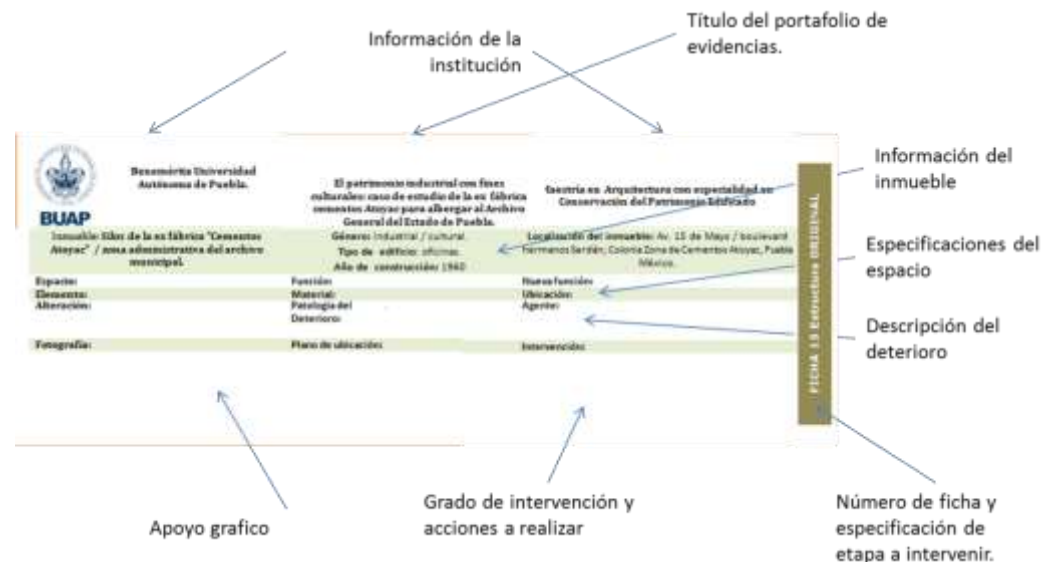 Información de la
institución
Título del portafolio de
evidencias.
Benemérita Universidad
Autónoma de Puebla.
BUAP
El patrimonio industrial con fines
culturales: caso de estudio de la ex fábrica
cementos Atoyac para albergar al Archivo
General del Estado de Puebla.
Maestría en Arquitectura con especialidad en
Conservación del Patrimonio Edificado
Inmueble: Silos de la ex fábrica "Cementos
Atoyac" / zona administrativa del archivo
municipal.
Género: Industrial / cultural.
Tipo de edificio: oficinas.
Año de construcción: 1960
Localización del inmueble: Av. 15 de Mayo / boulevard
Hermanos Serdán, Colonia Zona de Cementos Atoyac, Puebla
México.
Espacio:
Función:
Nueva función:
Elemento:
Material:
Ubicación:
Alteración:
Patología del
Deterioro:
Agente:
Fotografía:
Plano de ubicación:
Intervención:
FICHA 13 Estructura ORIGINAL
Información del
inmueble
Especificaciones del
espacio
Descripción del
deterioro
Apoyo grafico
Grado de intervención y
acciones a realizar
Número de ficha y
especificación de
etapa a intervenir.